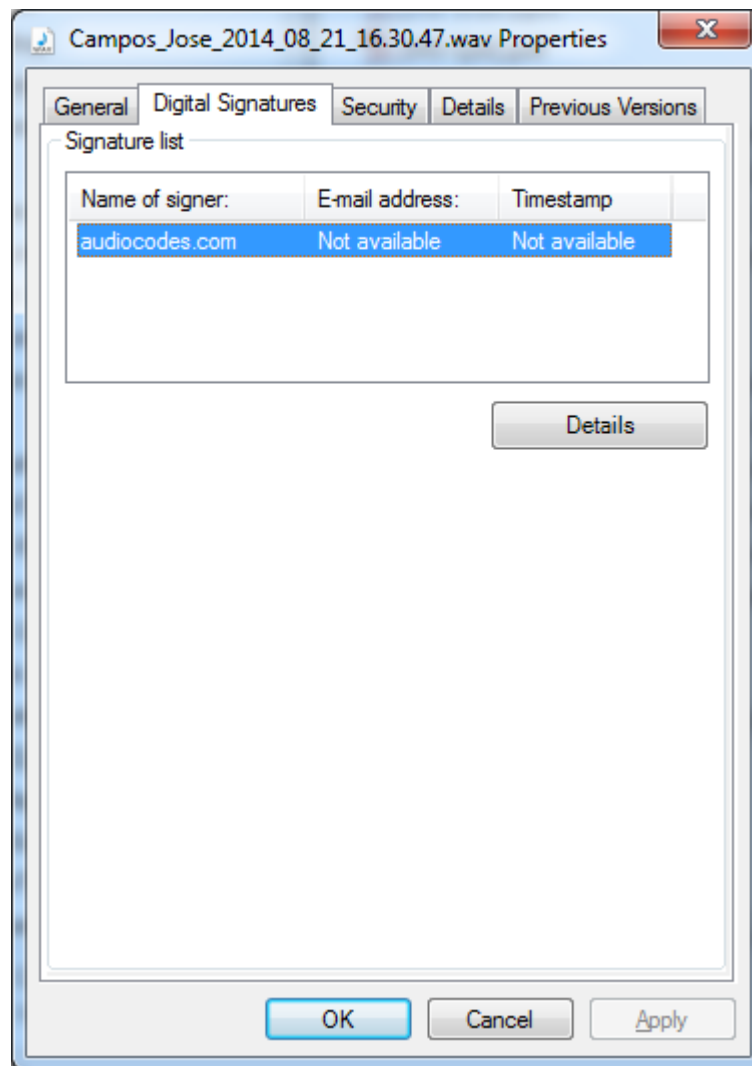 Campos_Jose_2014_08_21_16.30.47.wav Properties
General Digital Signatures Security Details Previous Versions
Signature list
Name of signer: E-mail address: Timestamp
audiocodes.com Not available Not available
Details
OK Cancel Apply